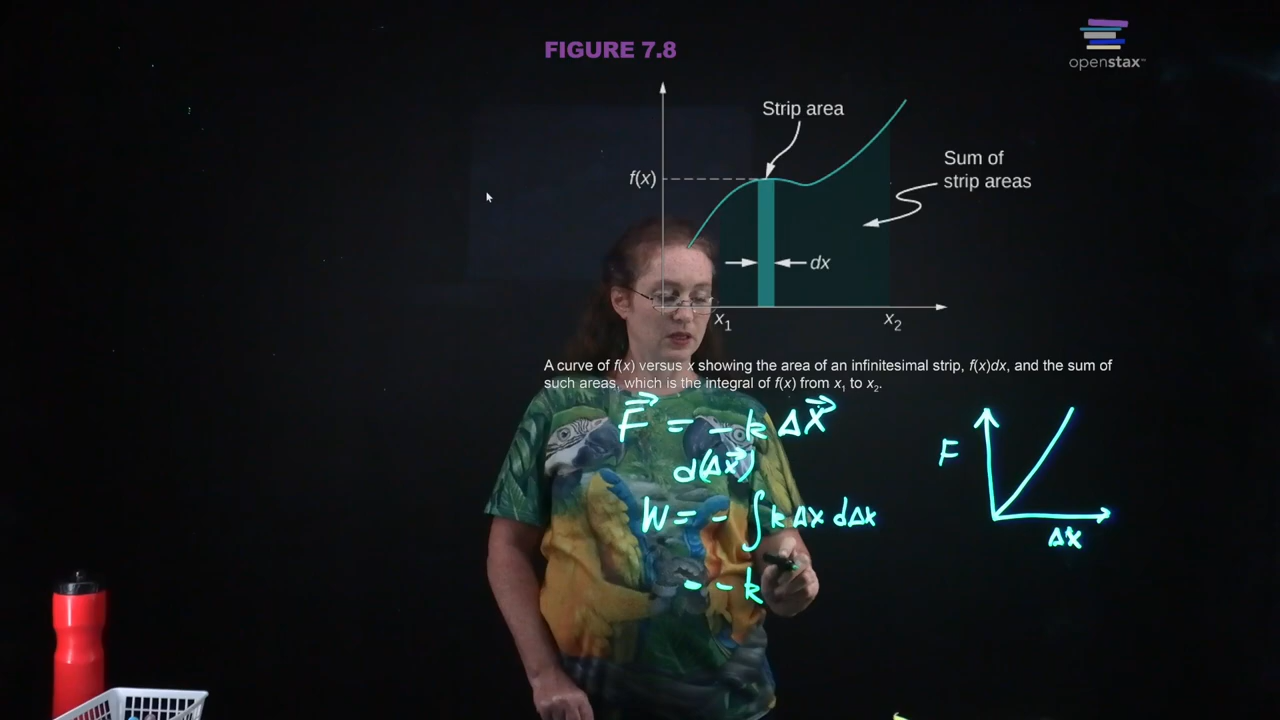 FIGURE 7.8
openstax™
Strip area
f(x)
Sum of
strip areas
dx
x₁
x₂
A curve of f(x) versus x showing the area of an infinitesimal strip, f(x)dx, and the sum of
such areas, which is the integral of f(x) from x₁ to x₂.
F⃗ = - k Δx⃗
d(Δx⃗)
W = - ∫ k Δx dΔx
= - k
F
Δx